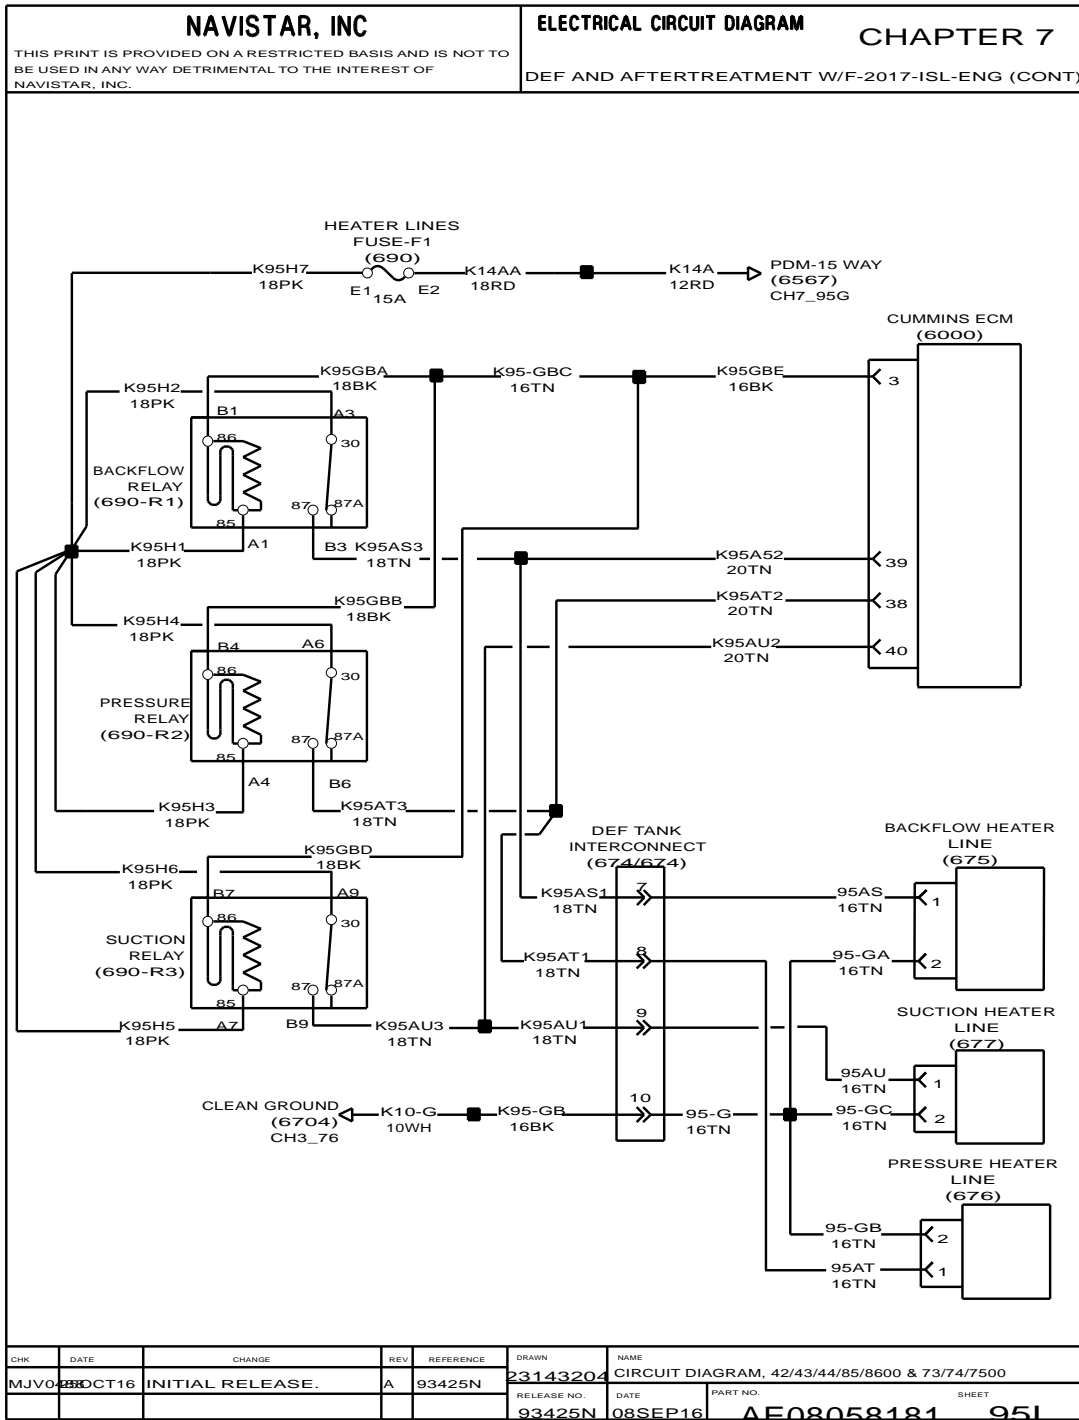 NAVISTAR, INC
THIS PRINT IS PROVIDED ON A RESTRICTED BASIS AND IS NOT TO
BE USED IN ANY WAY DETRIMENTAL TO THE INTEREST OF
NAVISTAR, INC.
ELECTRICAL CIRCUIT DIAGRAM
CHAPTER 7
DEF AND AFTERTREATMENT W/F-2017-ISL-ENG (CONT)
HEATER LINES
FUSE-F1
(690)
K95H7
18PK
E1
15A
E2
K14AA
18RD
K14A
12RD
PDM-15 WAY
(6567)
CH7_95G
CUMMINS ECM
(6000)
K95H2
18PK
K95GBA
18BK
K95-GBC
16TN
K95GBE
16BK
3
B1
A3
86
30
BACKFLOW
RELAY
(690-R1)
87
87A
85
K95H1
18PK
A1
B3
K95AS3
18TN
K95A52
20TN
39
K95AT2
20TN
38
K95AU2
20TN
40
K95GBB
18BK
K95H4
18PK
B4
A6
86
30
PRESSURE
RELAY
(690-R2)
87
87A
85
A4
B6
K95H3
18PK
K95AT3
18TN
K95GBD
18BK
K95H6
18PK
B7
A9
86
30
SUCTION
RELAY
(690-R3)
87
87A
85
K95H5
18PK
A7
B9
K95AU3
18TN
K95AU1
18TN
DEF TANK
INTERCONNECT
(674/674)
K95AS1
18TN
7
K95AT1
18TN
8
9
10
BACKFLOW HEATER
LINE
(675)
95AS
16TN
1
95-GA
16TN
2
SUCTION HEATER
LINE
(677)
95AU
16TN
1
95-GC
16TN
2
CLEAN GROUND
(6704)
CH3_76
K10-G
10WH
K95-GB
16BK
95-G
16TN
PRESSURE HEATER
LINE
(676)
95-GB
16TN
2
95AT
16TN
1
CHK DATE CHANGE REV REFERENCE
INITIAL RELEASE. A 93425N
DRAWN
23143204
NAME
CIRCUIT DIAGRAM, 42/43/44/85/8600 & 73/74/7500
RELEASE NO.
93425N
DATE
08SEP16
PART NO.
AE08058181
SHEET